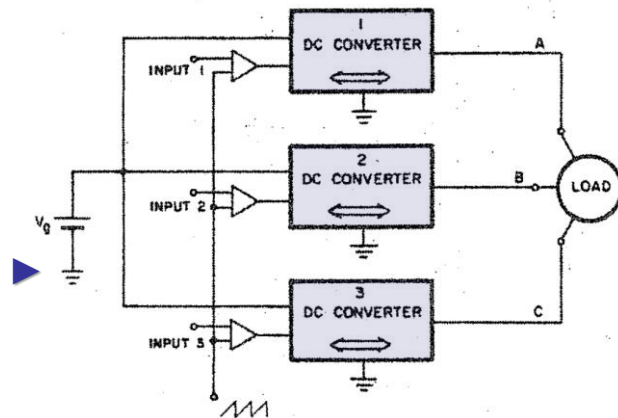 1
DC CONVERTER
A
INPUT 1
2
DC CONVERTER
B
LOAD
INPUT 2
Vg
3
DC CONVERTER
C
INPUT 3